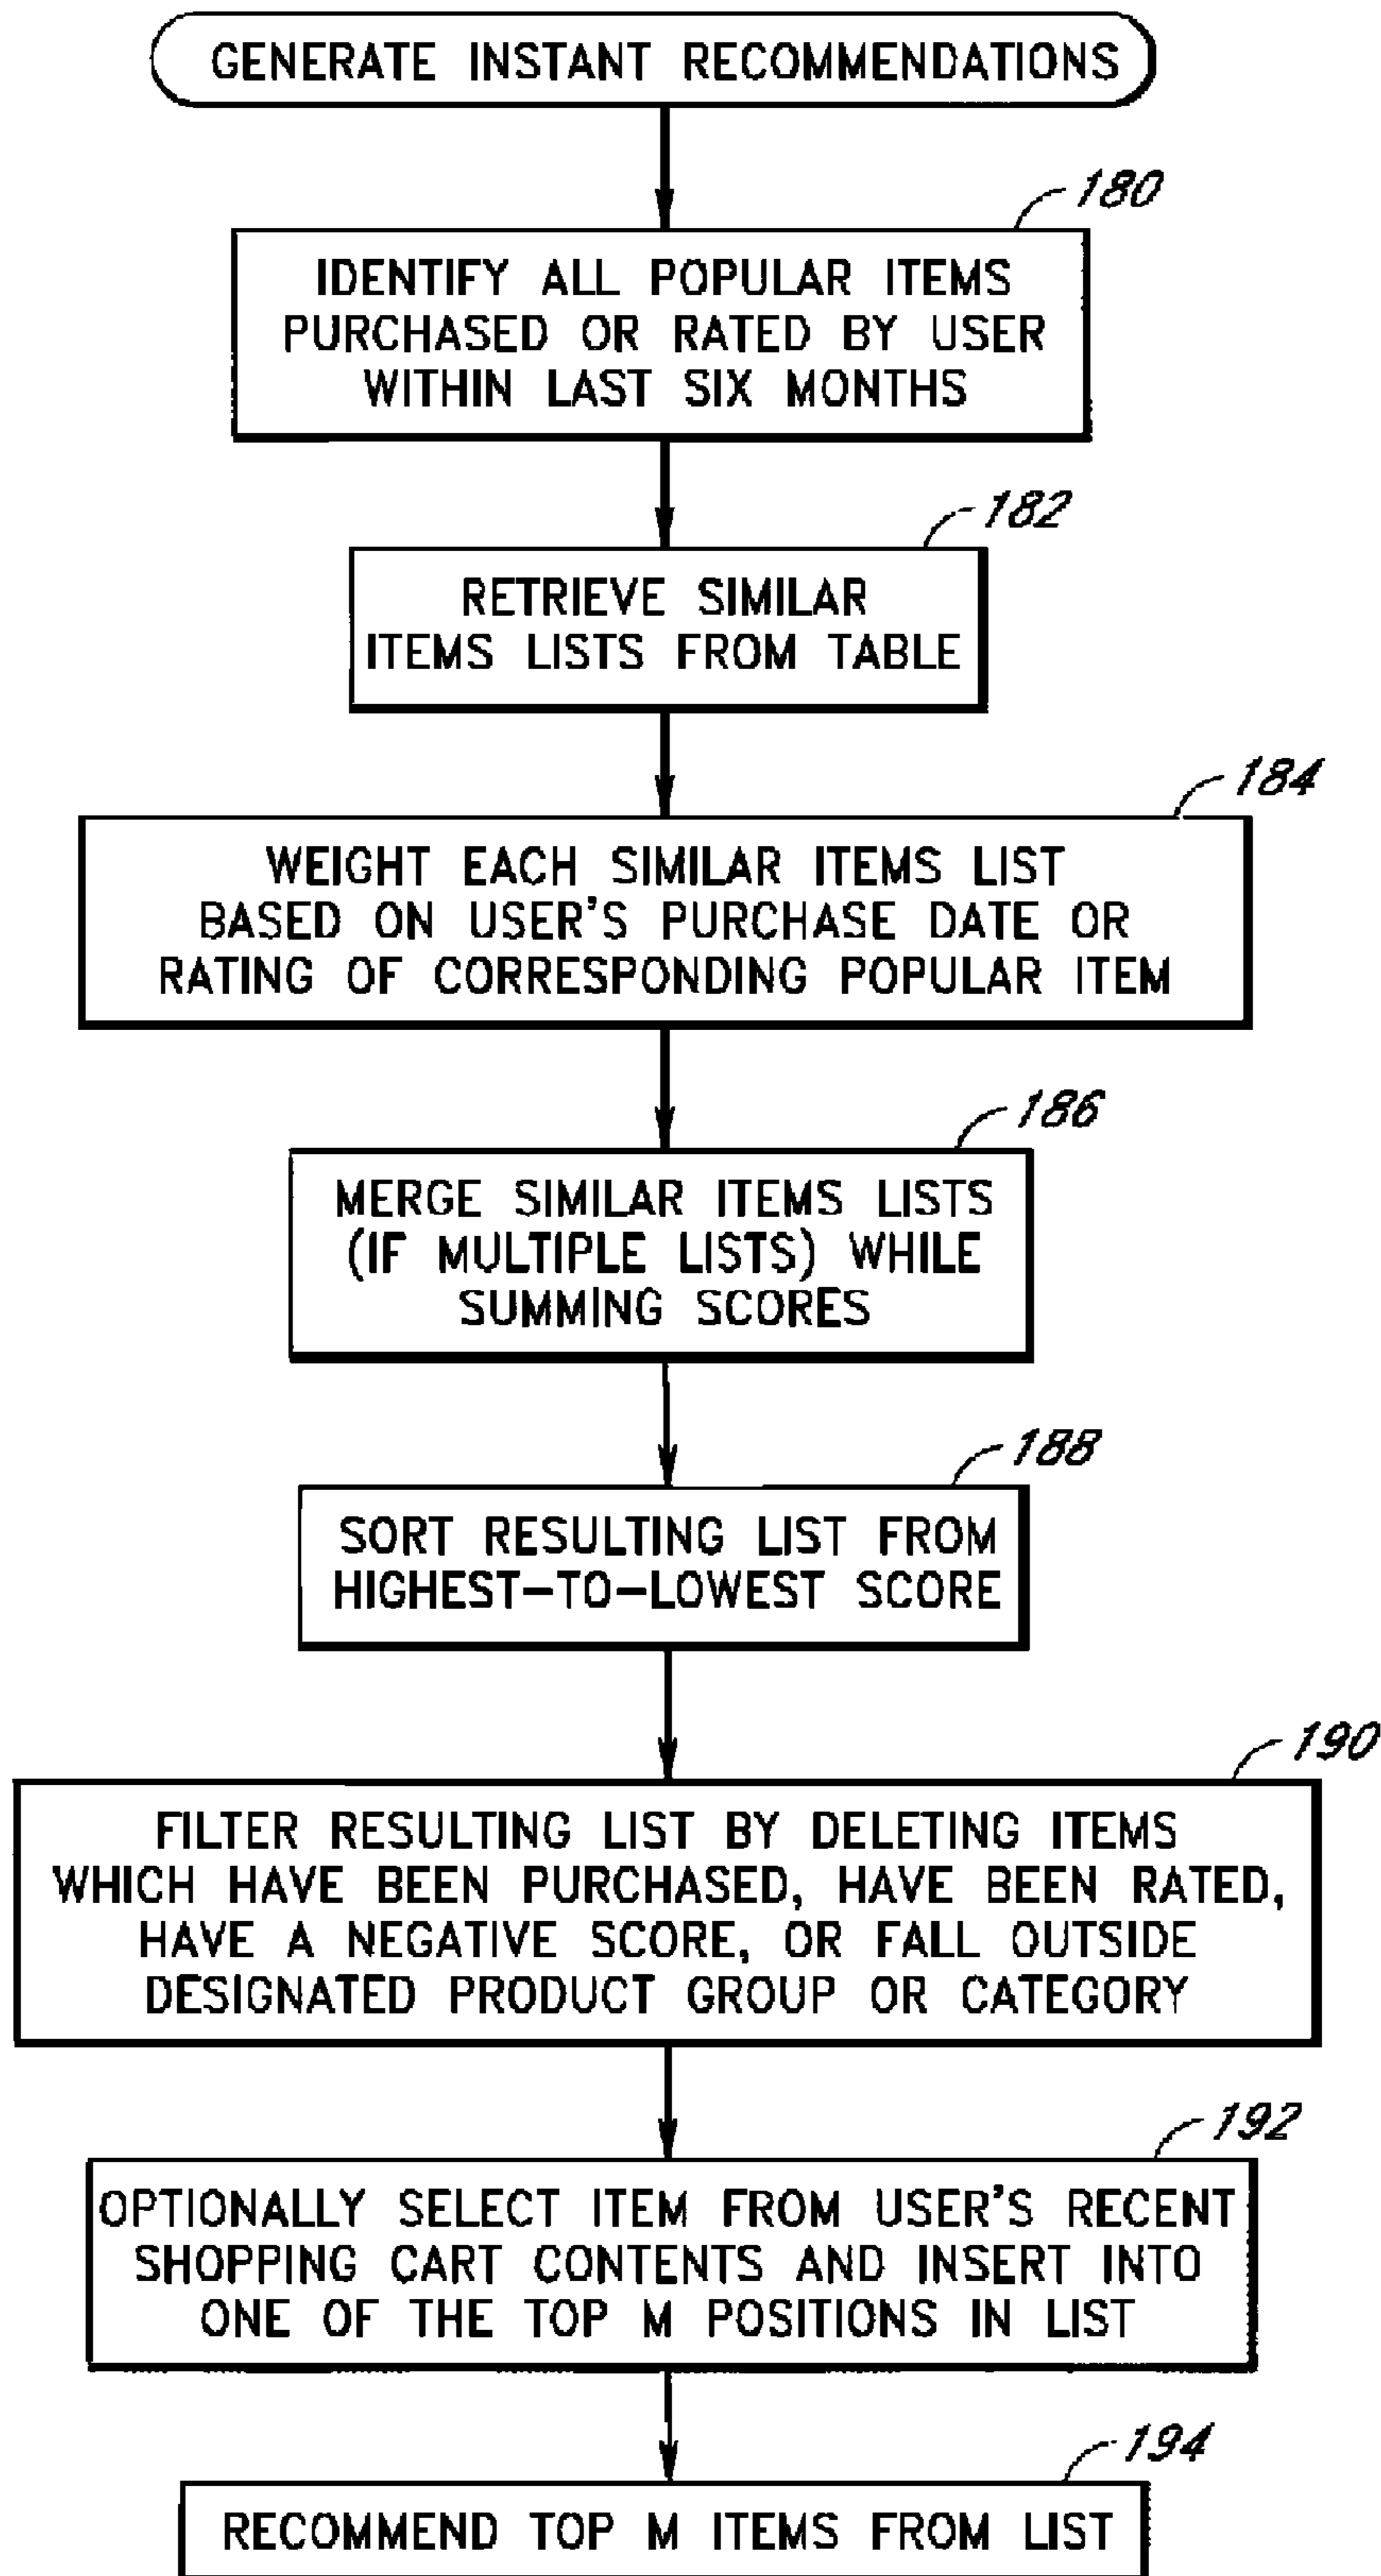 GENERATE INSTANT RECOMMENDATIONS
180
IDENTIFY ALL POPULAR ITEMS
PURCHASED OR RATED BY USER
WITHIN LAST SIX MONTHS
182
RETRIEVE SIMILAR
ITEMS LISTS FROM TABLE
184
WEIGHT EACH SIMILAR ITEMS LIST
BASED ON USER'S PURCHASE DATE OR
RATING OF CORRESPONDING POPULAR ITEM
186
MERGE SIMILAR ITEMS LISTS
(IF MULTIPLE LISTS) WHILE
SUMMING SCORES
188
SORT RESULTING LIST FROM
HIGHEST-TO-LOWEST SCORE
190
FILTER RESULTING LIST BY DELETING ITEMS
WHICH HAVE BEEN PURCHASED, HAVE BEEN RATED,
HAVE A NEGATIVE SCORE, OR FALL OUTSIDE
DESIGNATED PRODUCT GROUP OR CATEGORY
192
OPTIONALLY SELECT ITEM FROM USER'S RECENT
SHOPPING CART CONTENTS AND INSERT INTO
ONE OF THE TOP M POSITIONS IN LIST
194
RECOMMEND TOP M ITEMS FROM LIST